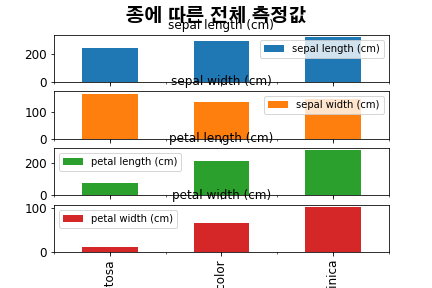 종에 따른 전체 측정값
sepal length (cm)
200
0
sepal length (cm)
sepal width (cm)
100
0
sepal width (cm)
petal length (cm)
200
0
petal length (cm)
petal width (cm)
100
0
petal width (cm)
tosa
color
inica